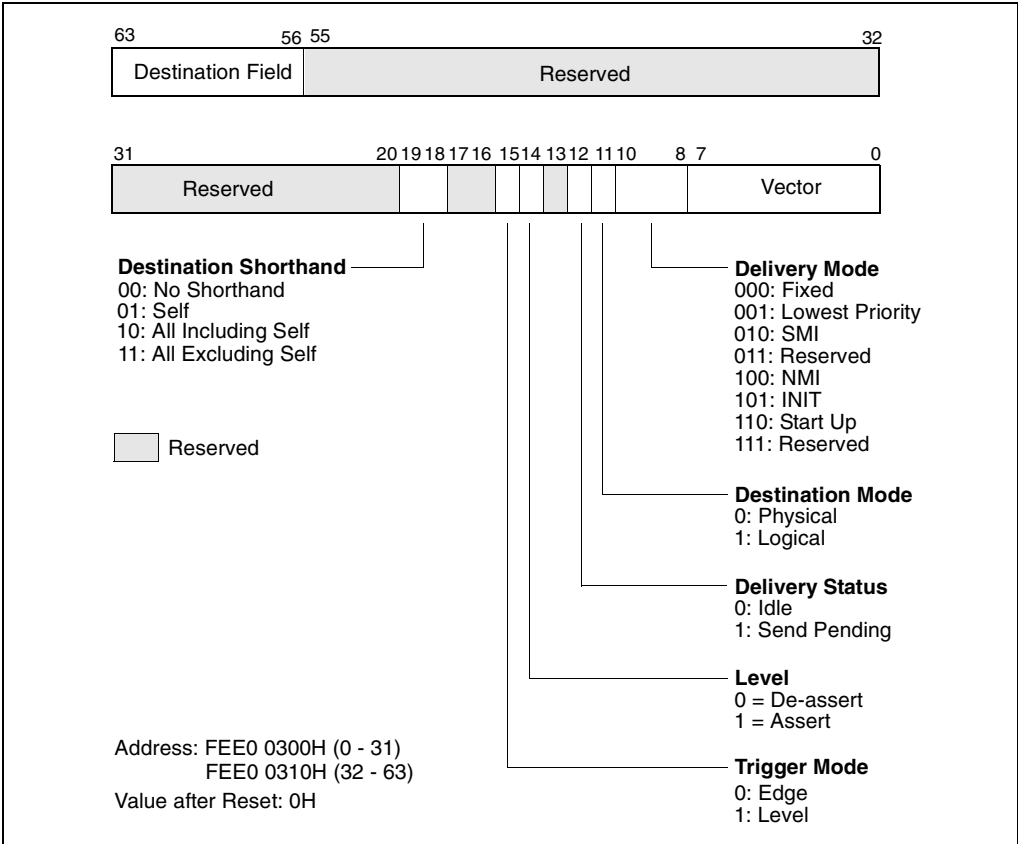 63 56 55 32
Destination Field Reserved
31 20 19 18 17 16 15 14 13 12 11 10 8 7 0
Reserved Vector
Destination Shorthand
00: No Shorthand
01: Self
10: All Including Self
11: All Excluding Self
Reserved
Delivery Mode
000: Fixed
001: Lowest Priority
010: SMI
011: Reserved
100: NMI
101: INIT
110: Start Up
111: Reserved
Destination Mode
0: Physical
1: Logical
Delivery Status
0: Idle
1: Send Pending
Level
0 = De-assert
1 = Assert
Trigger Mode
0: Edge
1: Level
Address: FEE0 0300H (0 - 31)
FEE0 0310H (32 - 63)
Value after Reset: 0H